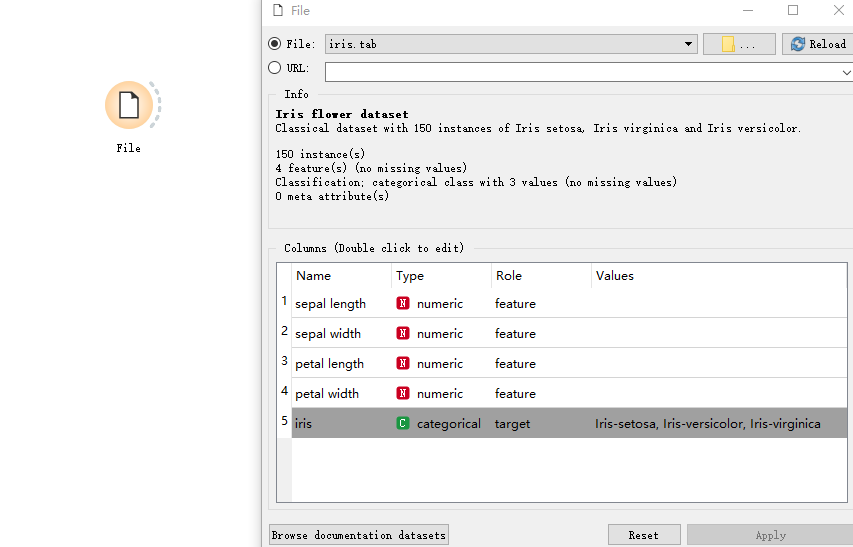 File
File: iris.tab ... Reload
URL:
File
Info
Iris flower dataset
Classical dataset with 150 instances of Iris setosa, Iris virginica and Iris versicolor.
150 instance(s)
4 feature(s) (no missing values)
Classification; categorical class with 3 values (no missing values)
0 meta attribute(s)
Columns (Double click to edit)
Name Type Role Values
1 sepal length N numeric feature
2 sepal width N numeric feature
3 petal length N numeric feature
4 petal width N numeric feature
5 iris C categorical target Iris-setosa, Iris-versicolor, Iris-virginica
Browse documentation datasets Reset Apply